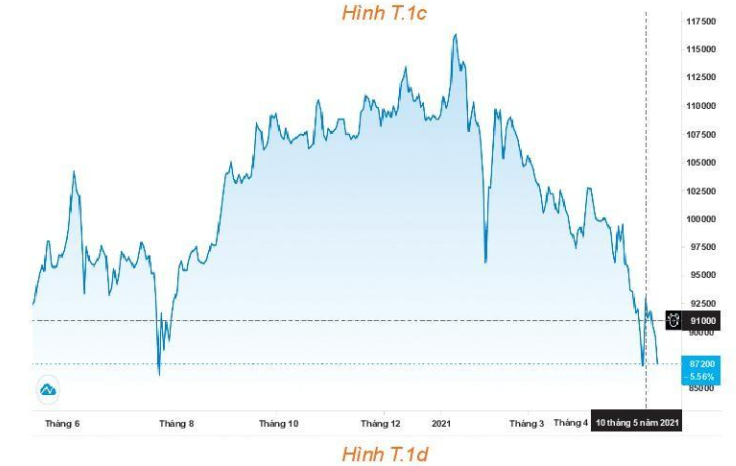 Hình T.1c
117500
115000
112500
110000
107500
105000
102500
100000
97500
95000
92500
91000
90000
87200
- 5.56%
85000
Tháng 6
Tháng 8
Tháng 10
Tháng 12
2021
Tháng 3
Tháng 4
10 tháng 5 năm 2021
Hình T.1d